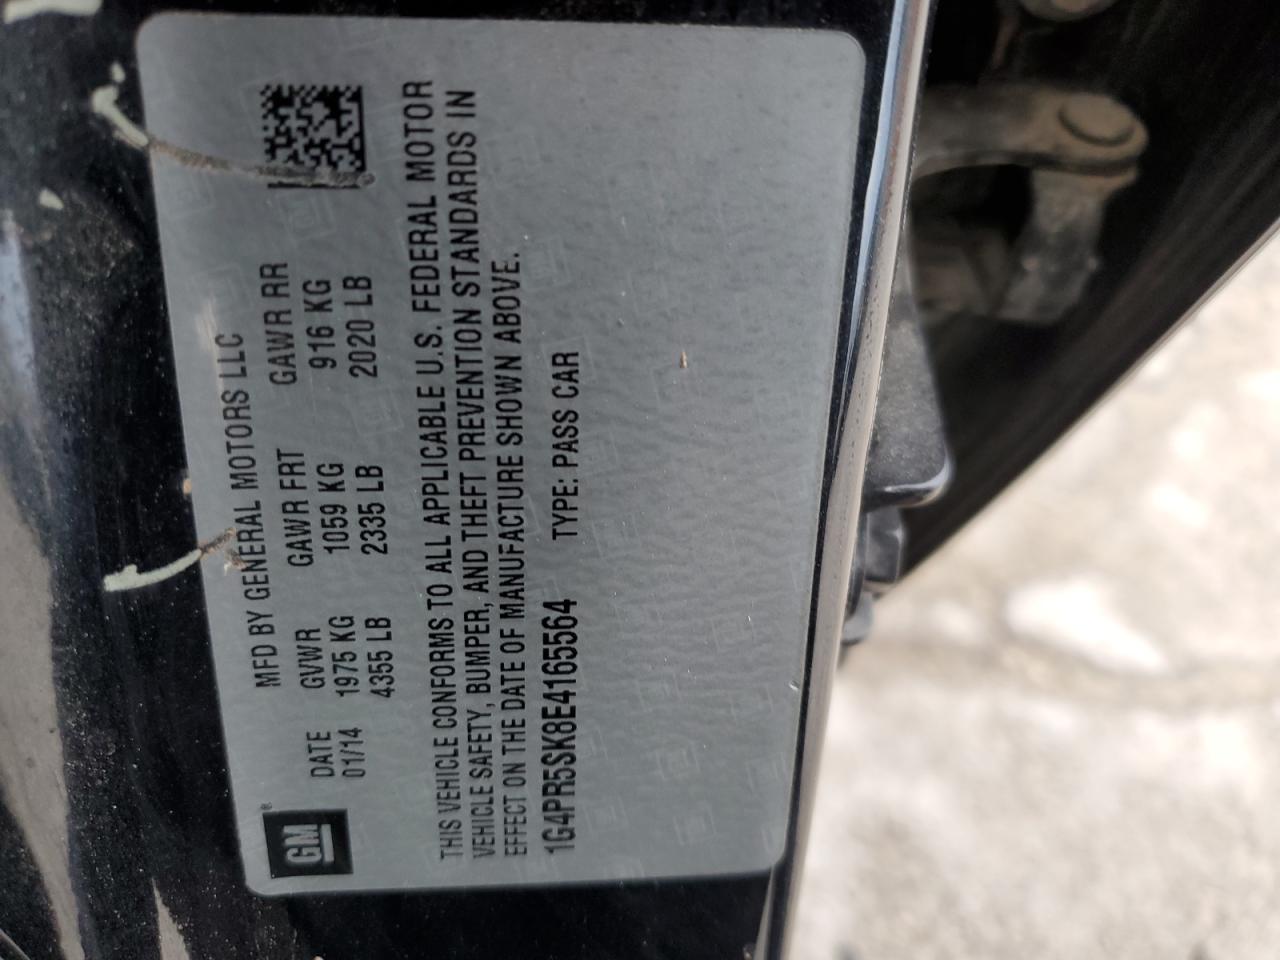 GM®
MFD BY GENERAL MOTORS LLC
DATE GVWR GAWR FRT GAWR RR
01/14 1975 KG 1059 KG 916 KG
4355 LB 2335 LB 2020 LB
THIS VEHICLE CONFORMS TO ALL APPLICABLE U.S. FEDERAL MOTOR
VEHICLE SAFETY, BUMPER, AND THEFT PREVENTION STANDARDS IN
EFFECT ON THE DATE OF MANUFACTURE SHOWN ABOVE.
1G4PR5SK8E4165564 TYPE: PASS CAR